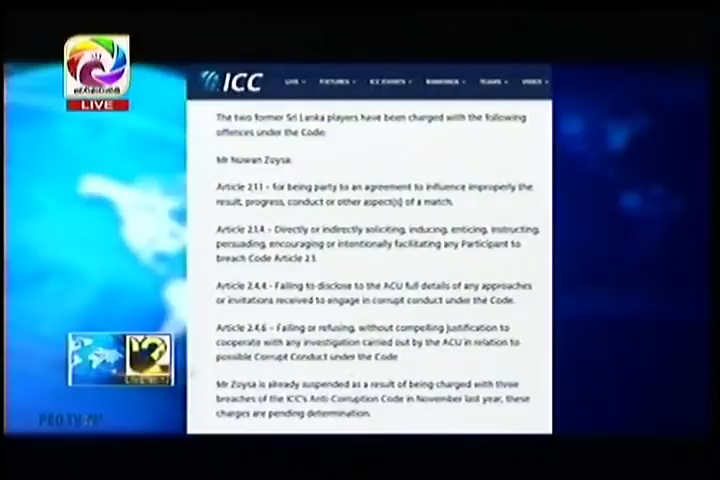 LIVE
ICC
LIVE
FIXTURES
ICC EVENTS
RANKINGS
TEAMS
VIDEO
The two former Sri Lanka players have been charged with the following
offences under the Code:
Mr Nuwan Zoysa:
Article 2.1.1 – for being party to an agreement to influence improperly the
result, progress, conduct or other aspect(s) of a match.
Article 2.1.4 – Directly or indirectly soliciting, inducing, enticing, instructing,
persuading, encouraging or intentionally facilitating any Participant to
breach Code Article 2.1
Article 2.4.4 - Failing to disclose to the ACU full details of any approaches
or invitations received to engage in corrupt conduct under the Code.
Article 2.4.6 – Failing or refusing, without compelling justification to
cooperate with any investigation carried out by the ACU in relation to
possible Corrupt Conduct under the Code
Mr Zoysa is already suspended as a result of being charged with three
breaches of the ICC's Anti Corruption Code in November last year, these
charges are pending determination.